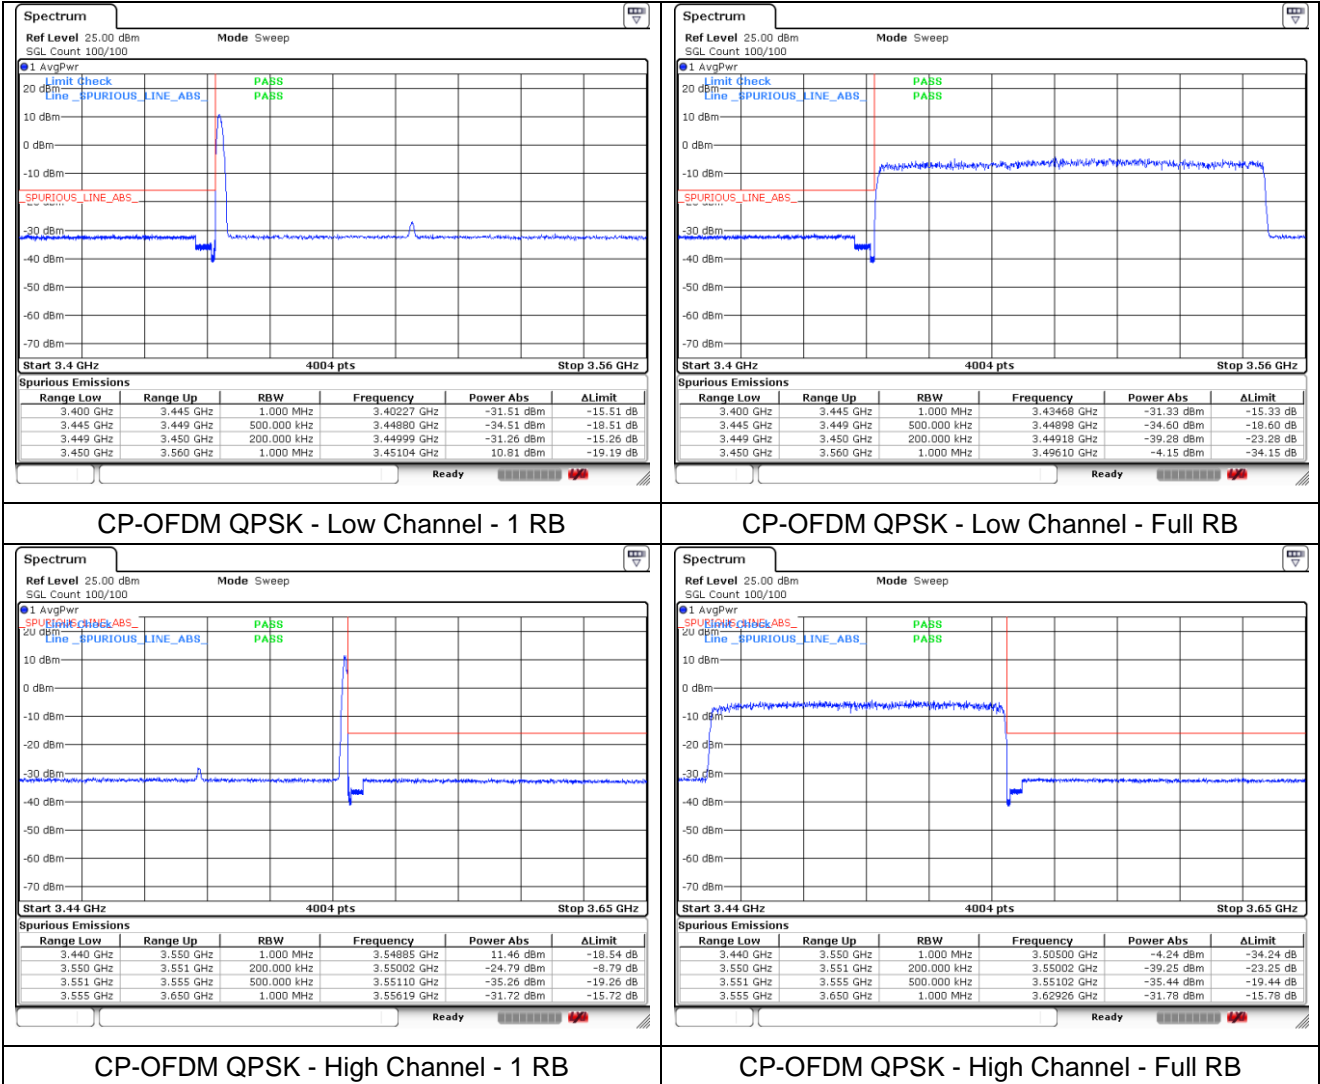 Spectrum
Ref Level 25.00 dBm Mode Sweep
SGL Count 100/100
1 AvgPwr
Limit Check PASS
20 dBm
Line _SPURIOUS_LINE_ABS_ PASS
10 dBm
0 dBm
-10 dBm
_SPURIOUS_LINE_ABS_
-20 dBm
-30 dBm
-40 dBm
-50 dBm
-60 dBm
-70 dBm
Start 3.4 GHz 4004 pts Stop 3.56 GHz
Spurious Emissions
Range Low Range Up RBW Frequency Power Abs ΔLimit
3.400 GHz 3.445 GHz 1.000 MHz 3.40227 GHz -31.51 dBm -15.51 dB
3.445 GHz 3.449 GHz 500.000 kHz 3.44880 GHz -34.51 dBm -18.51 dB
3.449 GHz 3.450 GHz 200.000 kHz 3.44999 GHz -31.26 dBm -15.26 dB
3.450 GHz 3.560 GHz 1.000 MHz 3.45104 GHz 10.81 dBm -19.19 dB
Ready
CP-OFDM QPSK - Low Channel - 1 RB
Spectrum
Ref Level 25.00 dBm Mode Sweep
SGL Count 100/100
1 AvgPwr
Limit Check PASS
20 dBm
Line _SPURIOUS_LINE_ABS_ PASS
10 dBm
0 dBm
-10 dBm
_SPURIOUS_LINE_ABS_
-30 dBm
-40 dBm
-50 dBm
-60 dBm
-70 dBm
Start 3.4 GHz 4004 pts Stop 3.56 GHz
Spurious Emissions
Range Low Range Up RBW Frequency Power Abs ΔLimit
3.400 GHz 3.445 GHz 1.000 MHz 3.43468 GHz -31.33 dBm -15.33 dB
3.445 GHz 3.449 GHz 500.000 kHz 3.44898 GHz -34.60 dBm -18.60 dB
3.449 GHz 3.450 GHz 200.000 kHz 3.44918 GHz -39.28 dBm -23.28 dB
3.450 GHz 3.560 GHz 1.000 MHz 3.49610 GHz -4.15 dBm -34.15 dB
Ready
CP-OFDM QPSK - Low Channel - Full RB
Spectrum
Ref Level 25.00 dBm Mode Sweep
SGL Count 100/100
1 AvgPwr
_SPURIOUS_LINE_ABS_
Limit Check PASS
20 dBm
Line _SPURIOUS_LINE_ABS_ PASS
10 dBm
0 dBm
-10 dBm
-20 dBm
-30 dBm
-40 dBm
-50 dBm
-60 dBm
-70 dBm
Start 3.44 GHz 4004 pts Stop 3.65 GHz
Spurious Emissions
Range Low Range Up RBW Frequency Power Abs ΔLimit
3.440 GHz 3.550 GHz 1.000 MHz 3.54885 GHz 11.46 dBm -18.54 dB
3.550 GHz 3.551 GHz 200.000 kHz 3.55002 GHz -24.79 dBm -8.79 dB
3.551 GHz 3.555 GHz 500.000 kHz 3.55110 GHz -35.26 dBm -19.26 dB
3.555 GHz 3.650 GHz 1.000 MHz 3.55619 GHz -31.72 dBm -15.72 dB
Ready
CP-OFDM QPSK - High Channel - 1 RB
Spectrum
Ref Level 25.00 dBm Mode Sweep
SGL Count 100/100
1 AvgPwr
_SPURIOUS_LINE_ABS_
Limit Check PASS
20 dBm
Line _SPURIOUS_LINE_ABS_ PASS
10 dBm
0 dBm
-10 dBm
-20 dBm
-30 dBm
-40 dBm
-50 dBm
-60 dBm
-70 dBm
Start 3.44 GHz 4004 pts Stop 3.65 GHz
Spurious Emissions
Range Low Range Up RBW Frequency Power Abs ΔLimit
3.440 GHz 3.550 GHz 1.000 MHz 3.50500 GHz -4.24 dBm -34.24 dB
3.550 GHz 3.551 GHz 200.000 kHz 3.55002 GHz -39.25 dBm -23.25 dB
3.551 GHz 3.555 GHz 500.000 kHz 3.55102 GHz -35.44 dBm -19.44 dB
3.555 GHz 3.650 GHz 1.000 MHz 3.62926 GHz -31.78 dBm -15.78 dB
Ready
CP-OFDM QPSK - High Channel - Full RB